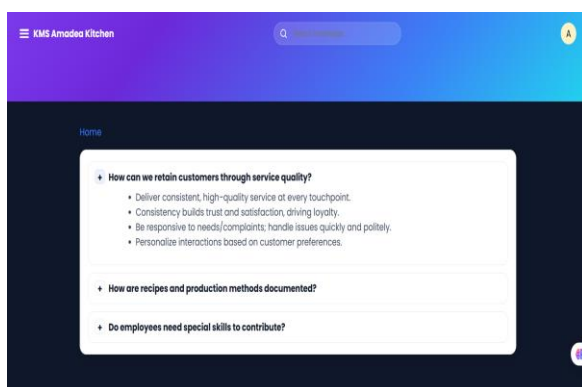 KMS Amadea Kitchen
A
Home
+ How can we retain customers through service quality?
• Deliver consistent, high-quality service at every touchpoint.
• Consistency builds trust and satisfaction, driving loyalty.
• Be responsive to needs/complaints; handle issues quickly and politely.
• Personalize interactions based on customer preferences.
+ How are recipes and production methods documented?
+ Do employees need special skills to contribute?